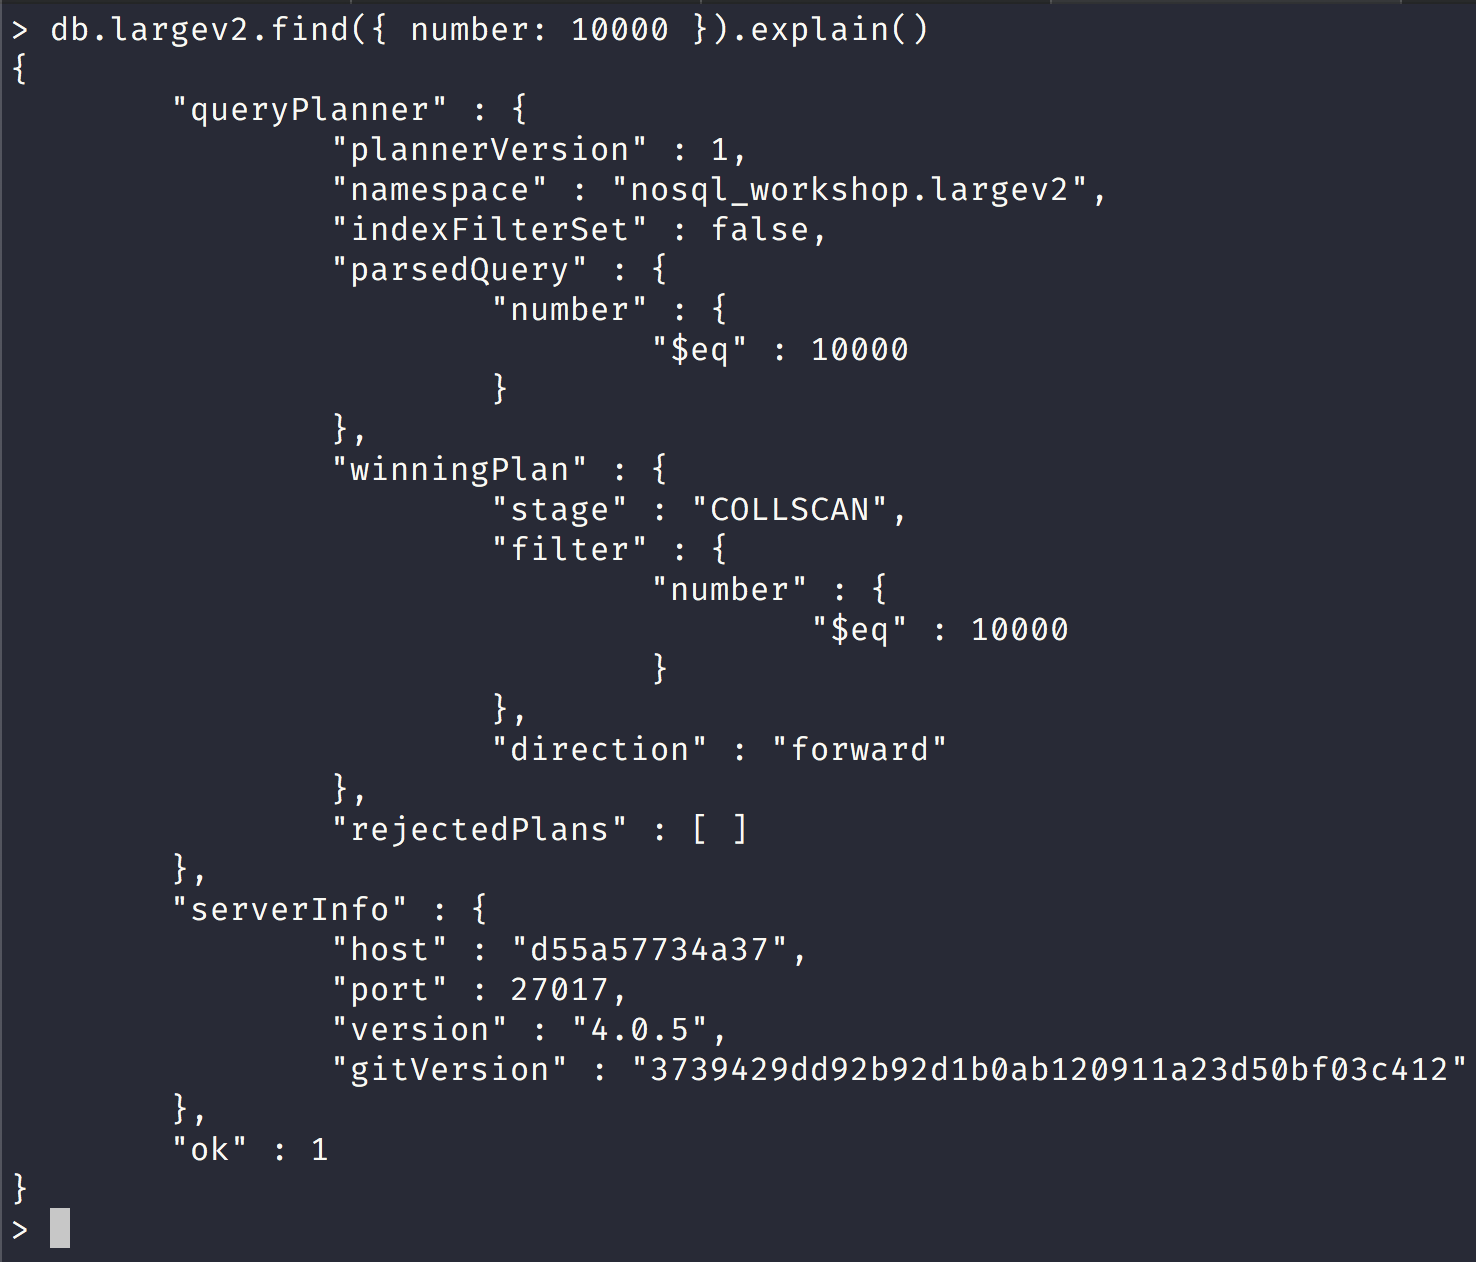 > db.largev2.find({ number: 10000 }).explain()
{
        "queryPlanner" : {
                "plannerVersion" : 1,
                "namespace" : "nosql_workshop.largev2",
                "indexFilterSet" : false,
                "parsedQuery" : {
                        "number" : {
                                "$eq" : 10000
                        }
                },
                "winningPlan" : {
                        "stage" : "COLLSCAN",
                        "filter" : {
                                "number" : {
                                        "$eq" : 10000
                                }
                        },
                        "direction" : "forward"
                },
                "rejectedPlans" : [ ]
        },
        "serverInfo" : {
                "host" : "d55a57734a37",
                "port" : 27017,
                "version" : "4.0.5",
                "gitVersion" : "3739429dd92b92d1b0ab120911a23d50bf03c412"
        },
        "ok" : 1
}
>